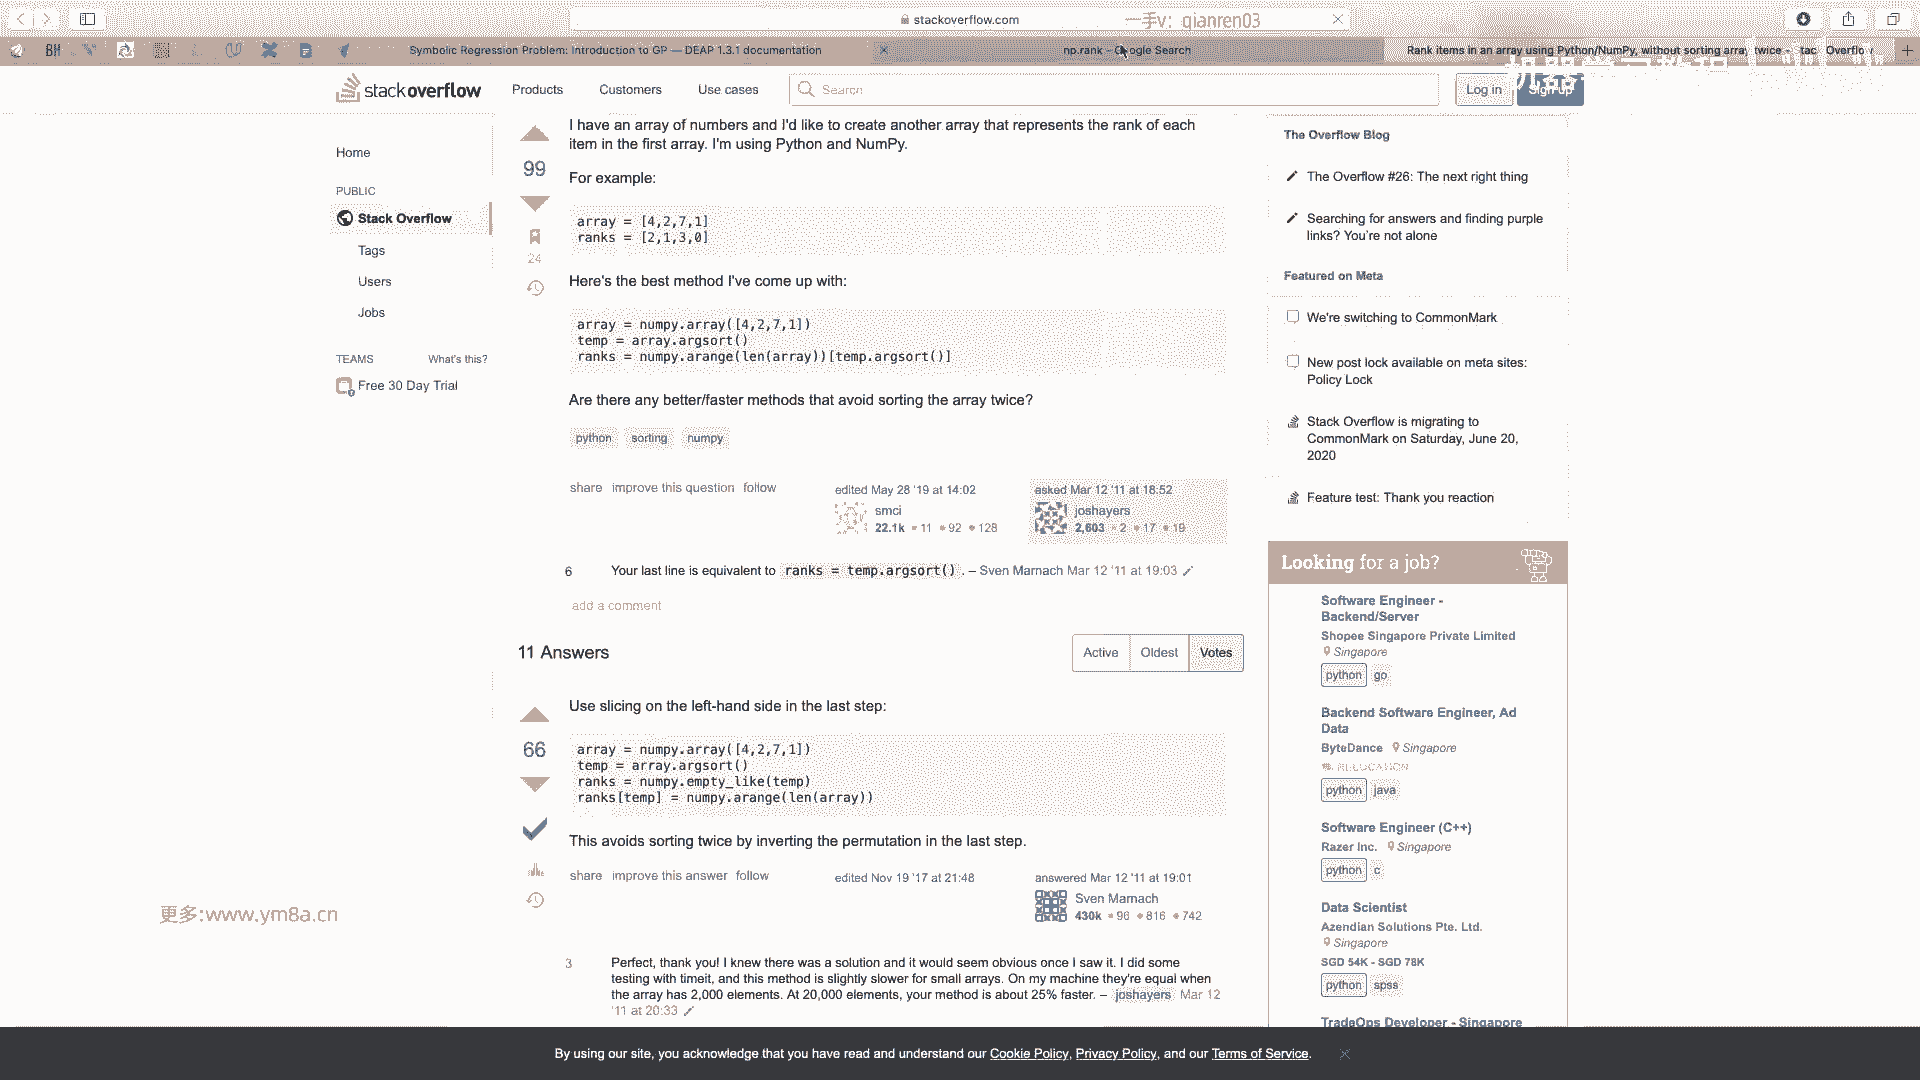 stackoverflow.com
一手v：qianren03
Symbolic Regression Problem: Introduction to GP — DEAP 1.3.1 documentation
np.rank - Google Search
Rank items in an array using Python/NumPy, without sorting array twice -
stackoverflow
Products
Customers
Use cases
Search
Log in
Sign up
Home
PUBLIC
Stack Overflow
Tags
Users
Jobs
TEAMS
What's this?
Free 30 Day Trial
I have an array of numbers and I'd like to create another array that represents the rank of each
item in the first array. I'm using Python and NumPy.
99
For example:
array = [4,2,7,1]
ranks = [2,1,3,0]
24
Here's the best method I've come up with:
array = numpy.array([4,2,7,1])
temp = array.argsort()
ranks = numpy.arange(len(array))[temp.argsort()]
Are there any better/faster methods that avoid sorting the array twice?
python
sorting
numpy
share improve this question follow
edited May 28 '19 at 14:02
smci
22.1k 11 92 128
asked Mar 12 '11 at 18:52
joshayers
2,603 2 17 19
6
Your last line is equivalent to ranks = temp.argsort() . – Sven Marnach Mar 12 '11 at 19:03
add a comment
11 Answers
Active
Oldest
Votes
66
Use slicing on the left-hand side in the last step:
array = numpy.array([4,2,7,1])
temp = array.argsort()
ranks = numpy.empty_like(temp)
ranks[temp] = numpy.arange(len(array))
This avoids sorting twice by inverting the permutation in the last step.
share improve this answer follow
edited Nov 19 '17 at 21:48
answered Mar 12 '11 at 19:01
Sven Marnach
430k 96 816 742
3
Perfect, thank you! I knew there was a solution and it would seem obvious once I saw it. I did some
testing with timeit, and this method is slightly slower for small arrays. On my machine they're equal when
the array has 2,000 elements. At 20,000 elements, your method is about 25% faster. – joshayers Mar 12
'11 at 20:33
The Overflow Blog
The Overflow #26: The next right thing
Searching for answers and finding purple
links? You're not alone
Featured on Meta
We're switching to CommonMark
New post lock available on meta sites:
Policy Lock
Stack Overflow is migrating to
CommonMark on Saturday, June 20,
2020
Feature test: Thank you reaction
Looking for a job?
Software Engineer -
Backend/Server
Shopee Singapore Private Limited
Singapore
python go
Backend Software Engineer, Ad
Data
ByteDance Singapore
RELOCATION
python java
Software Engineer (C++)
Razer Inc. Singapore
python c
Data Scientist
Azendian Solutions Pte. Ltd.
Singapore
SGD 54K - SGD 78K
python spss
TradeOps Developer - Singapore
更多:www.ym8a.cn
By using our site, you acknowledge that you have read and understand our Cookie Policy, Privacy Policy, and our Terms of Service.